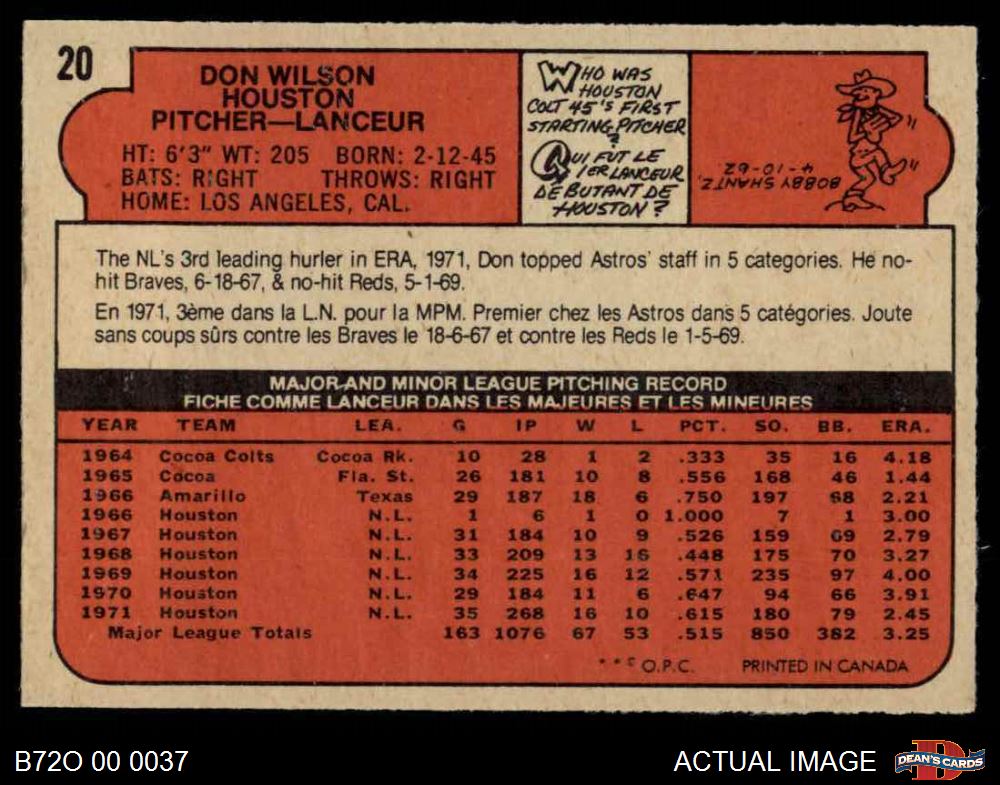 20
DON WILSON
HOUSTON
PITCHER—LANCEUR
HT: 6'3" WT: 205 BORN: 2-12-45
BATS: RIGHT THROWS: RIGHT
HOME: LOS ANGELES, CAL.
WHO WAS
HOUSTON
COLT 45'S FIRST
STARTING PITCHER
?
QUI FUT LE
1ER LANCEUR
DÉBUTANT DE
HOUSTON?
BOBBY SHANTZ,
4-10-62
The NL's 3rd leading hurler in ERA, 1971, Don topped Astros' staff in 5 categories. He no-
hit Braves, 6-18-67, & no-hit Reds, 5-1-69.
En 1971, 3ème dans la L.N. pour la MPM. Premier chez les Astros dans 5 catégories. Joute
sans coups sûrs contre les Braves le 18-6-67 et contre les Reds le 1-5-69.
MAJOR AND MINOR LEAGUE PITCHING RECORD
FICHE COMME LANCEUR DANS LES MAJEURES ET LES MINEURES
YEAR TEAM LEA. G IP W L PCT. SO. BB. ERA.
1964 Cocoa Colts Cocoa Rk. 10 28 1 2 .333 35 16 4.18
1965 Cocoa Fla. St. 26 181 10 8 .556 168 46 1.44
1966 Amarillo Texas 29 187 18 6 .750 197 68 2.21
1966 Houston N.L. 1 6 1 0 1.000 7 1 3.00
1967 Houston N.L. 31 184 10 9 .526 159 69 2.79
1968 Houston N.L. 33 209 13 16 .448 175 70 3.27
1969 Houston N.L. 34 225 16 12 .571 235 97 4.00
1970 Houston N.L. 29 184 11 6 .647 94 66 3.91
1971 Houston N.L. 35 268 16 10 .615 180 79 2.45
Major League Totals 163 1076 67 53 .515 850 382 3.25
* * © O.P.C. PRINTED IN CANADA
B72O 00 0037
ACTUAL IMAGE
D
DEAN'S CARDS